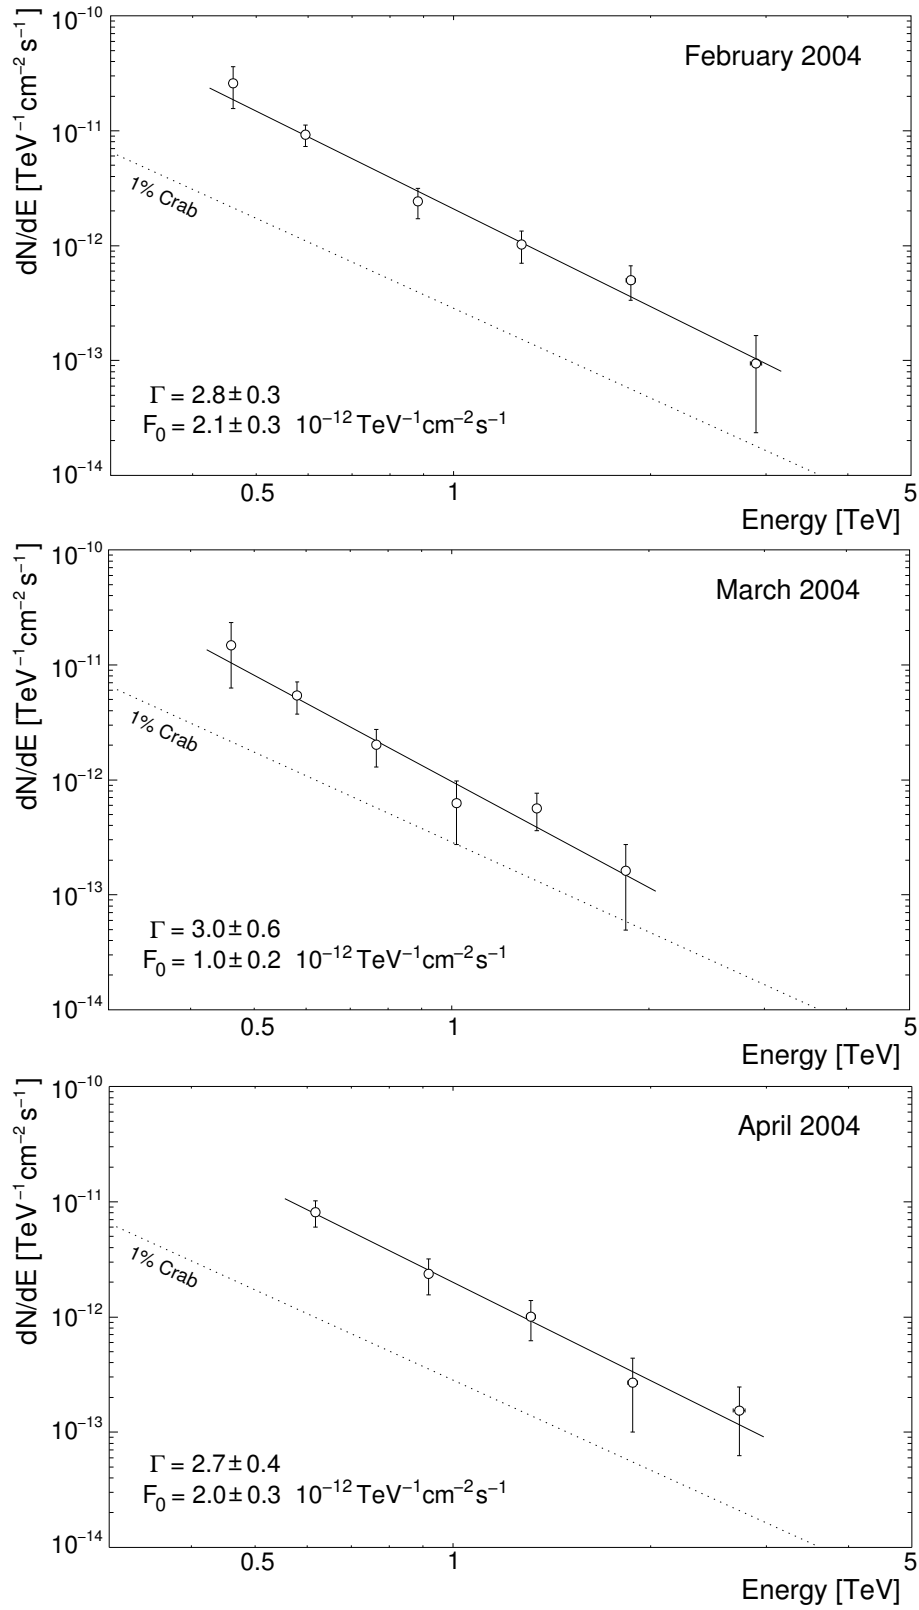 10⁻¹⁰
February 2004
dN/dE [TeV⁻¹cm⁻² s⁻¹]
10⁻¹¹
1% Crab
10⁻¹²
10⁻¹³
Γ = 2.8 ± 0.3
F₀ = 2.1 ± 0.3 10⁻¹² TeV⁻¹cm⁻²s⁻¹
10⁻¹⁴
0.5 1 5
Energy [TeV]
10⁻¹⁰
March 2004
dN/dE [TeV⁻¹cm⁻² s⁻¹]
10⁻¹¹
1% Crab
10⁻¹²
10⁻¹³
Γ = 3.0 ± 0.6
F₀ = 1.0 ± 0.2 10⁻¹² TeV⁻¹cm⁻²s⁻¹
10⁻¹⁴
0.5 1 5
Energy [TeV]
10⁻¹⁰
April 2004
dN/dE [TeV⁻¹cm⁻² s⁻¹]
10⁻¹¹
1% Crab
10⁻¹²
10⁻¹³
Γ = 2.7 ± 0.4
F₀ = 2.0 ± 0.3 10⁻¹² TeV⁻¹cm⁻²s⁻¹
10⁻¹⁴
0.5 1 5
Energy [TeV]